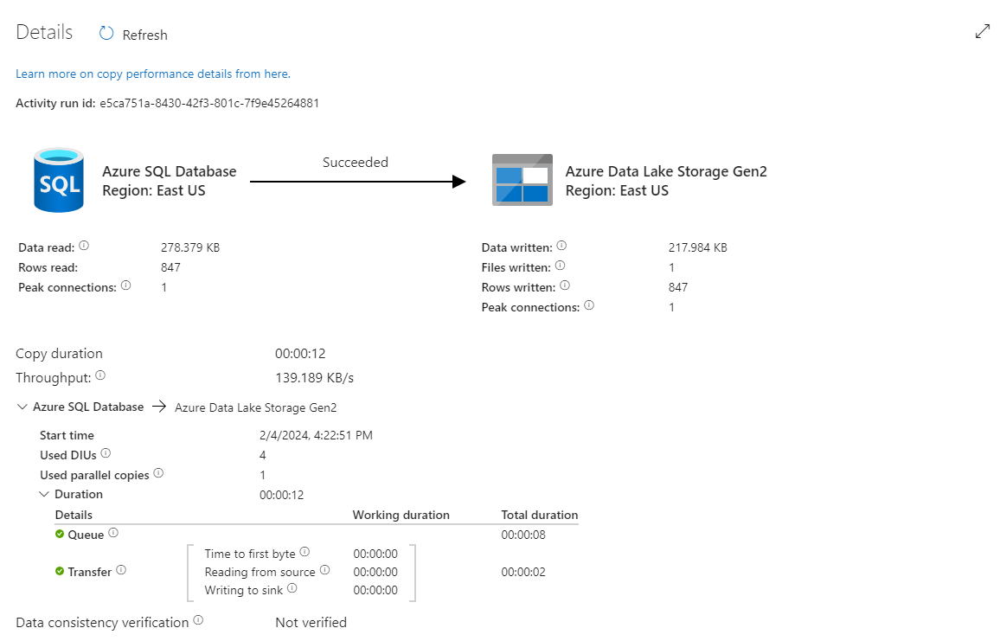 Details Refresh
Learn more on copy performance details from here.
Activity run id: e5ca751a-8430-42f3-801c-7f9e45264881
Succeeded
SQL
Azure SQL Database
Region: East US
Azure Data Lake Storage Gen2
Region: East US
Data read: 278.379 KB
Rows read: 847
Peak connections: 1
Data written: 217.984 KB
Files written: 1
Rows written: 847
Peak connections: 1
Copy duration 00:00:12
Throughput: 139.189 KB/s
Azure SQL Database → Azure Data Lake Storage Gen2
Start time 2/4/2024, 4:22:51 PM
Used DIUs 4
Used parallel copies 1
Duration 00:00:12
Details Working duration Total duration
Queue 00:00:08
Time to first byte 00:00:00
Transfer Reading from source 00:00:00 00:00:02
Writing to sink 00:00:00
Data consistency verification Not verified